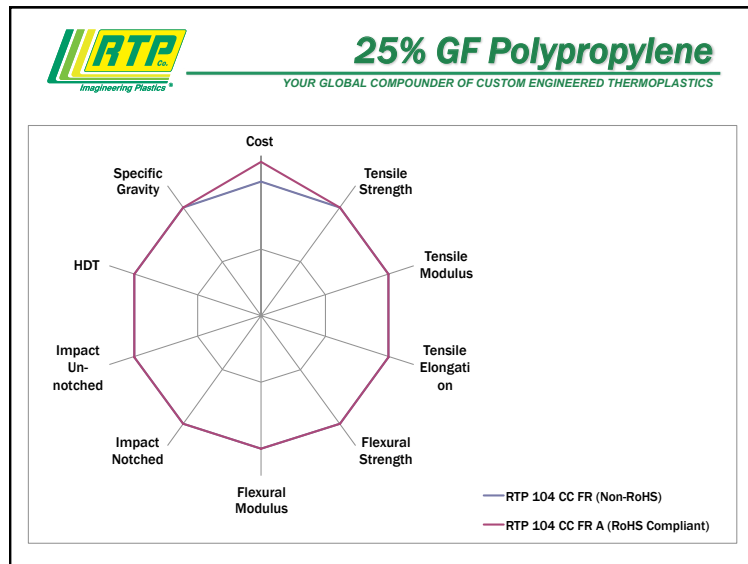 RTP
Co.
Imagineering Plastics ®
25% GF Polypropylene
YOUR GLOBAL COMPOUNDER OF CUSTOM ENGINEERED THERMOPLASTICS
Cost
Tensile
Strength
Tensile
Modulus
Tensile
Elongati
on
Flexural
Strength
Flexural
Modulus
Impact
Notched
Impact
Un-
notched
HDT
Specific
Gravity
RTP 104 CC FR (Non-RoHS)
RTP 104 CC FR A (RoHS Compliant)